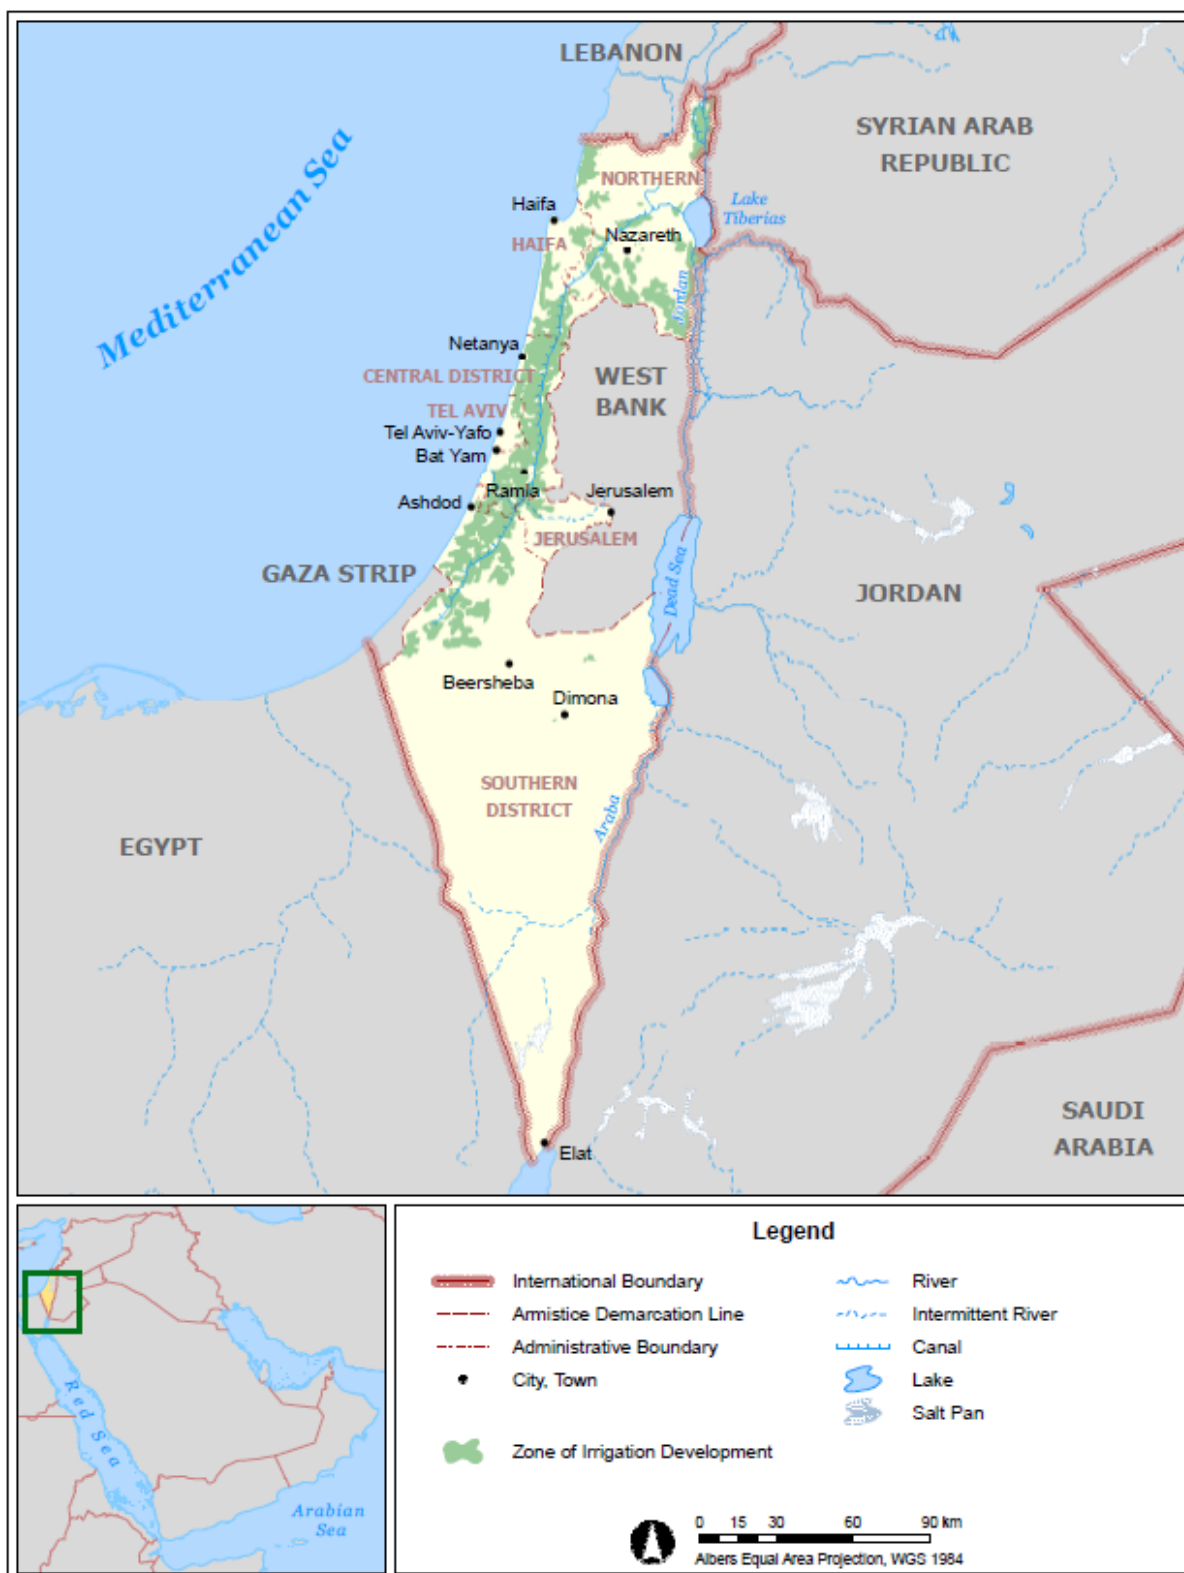 LEBANON
SYRIAN ARAB
REPUBLIC
Mediterranean Sea
NORTHERN
Lake
Tiberias
Haifa
HAIFA
Nazareth
Jordan
Netanya
CENTRAL DISTRICT
WEST
BANK
TEL AVIV
Tel Aviv-Yafo
Bat Yam
Ramla
Jerusalem
Ashdod
JERUSALEM
GAZA STRIP
Dead Sea
JORDAN
Beersheba
Dimona
SOUTHERN
DISTRICT
Araba
EGYPT
SAUDI
ARABIA
Elat
Red Sea
Arabian
Sea
Legend
International Boundary
Armistice Demarcation Line
Administrative Boundary
City, Town
Zone of Irrigation Development
River
Intermittent River
Canal
Lake
Salt Pan
0 15 30 60 90 km
Albers Equal Area Projection, WGS 1984